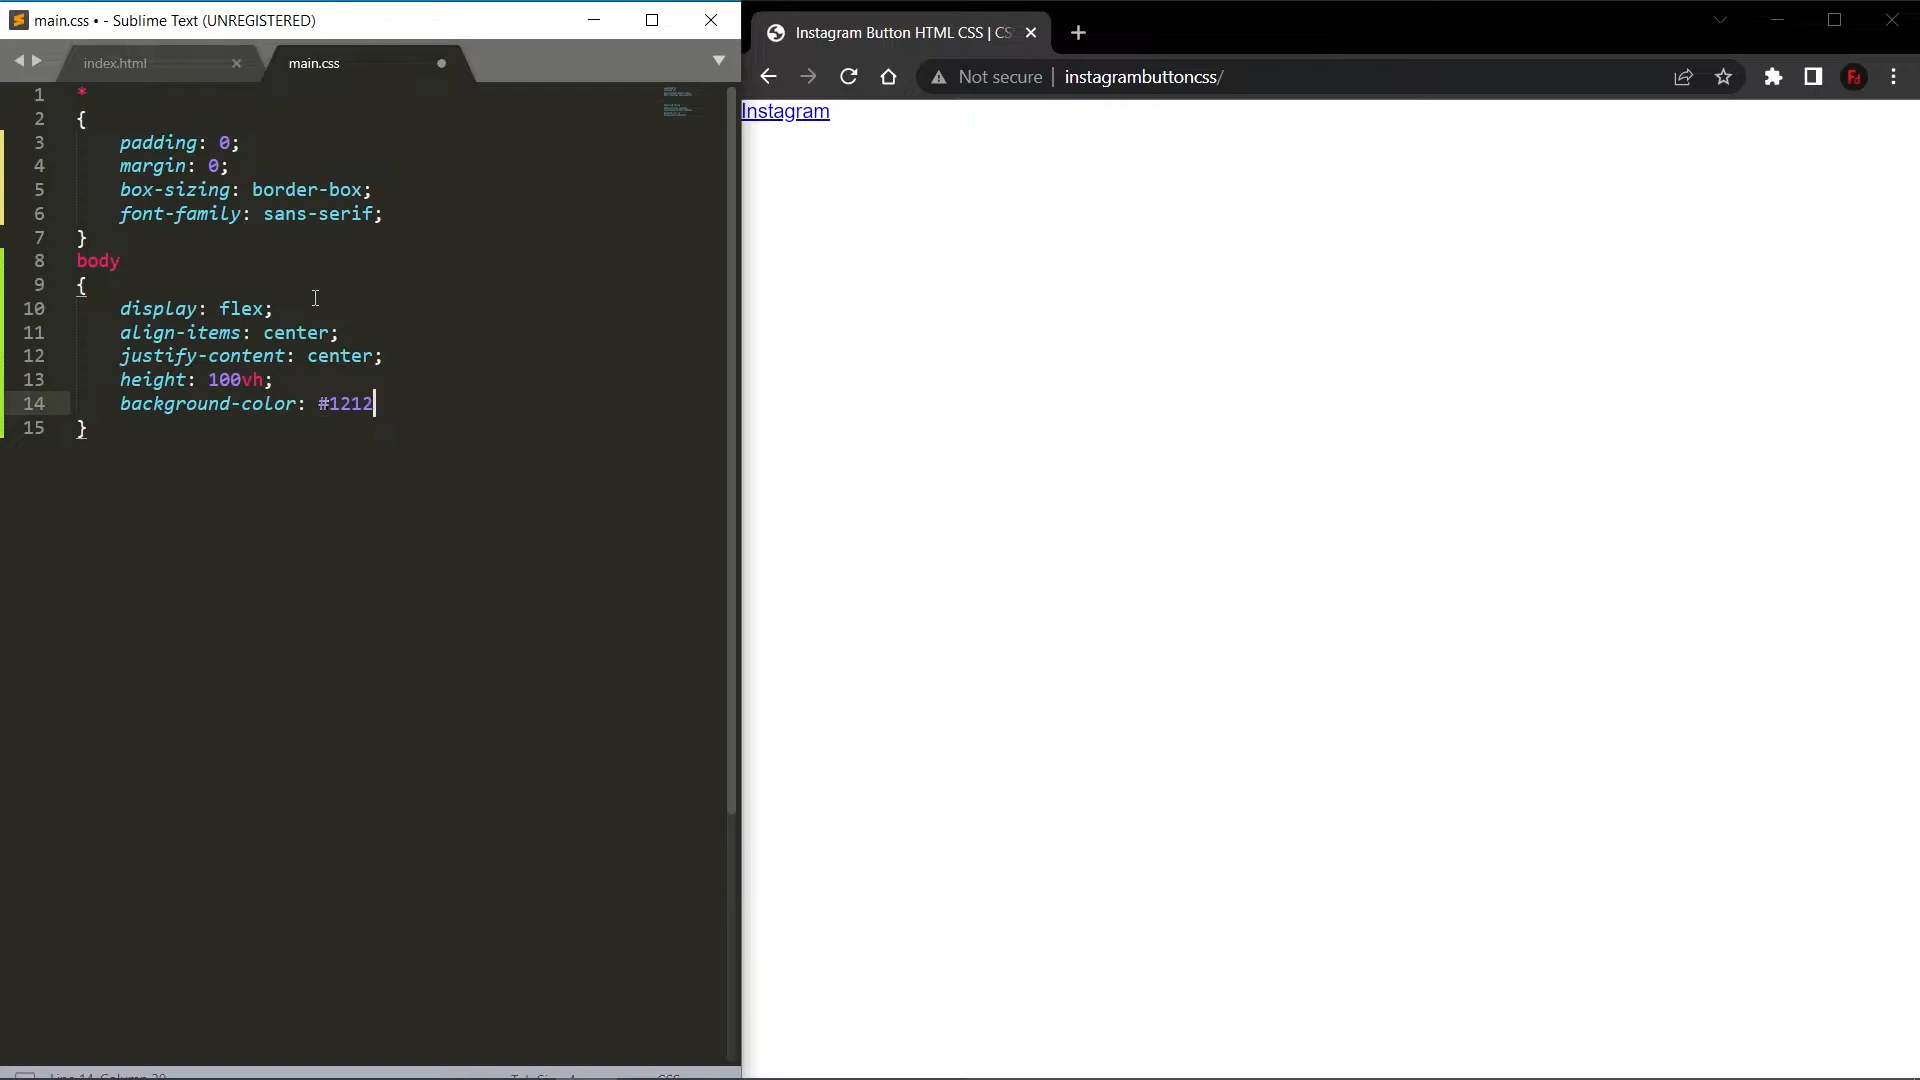 main.css • - Sublime Text (UNREGISTERED)
index.html
main.css
1 *
2 {
3 padding: 0;
4 margin: 0;
5 box-sizing: border-box;
6 font-family: sans-serif;
7 }
8 body
9 {
10 display: flex;
11 align-items: center;
12 justify-content: center;
13 height: 100vh;
14 background-color: #1212
15 }
Instagram Button HTML CSS | CS
Not secure | instagrambuttoncss/
Fd
Instagram